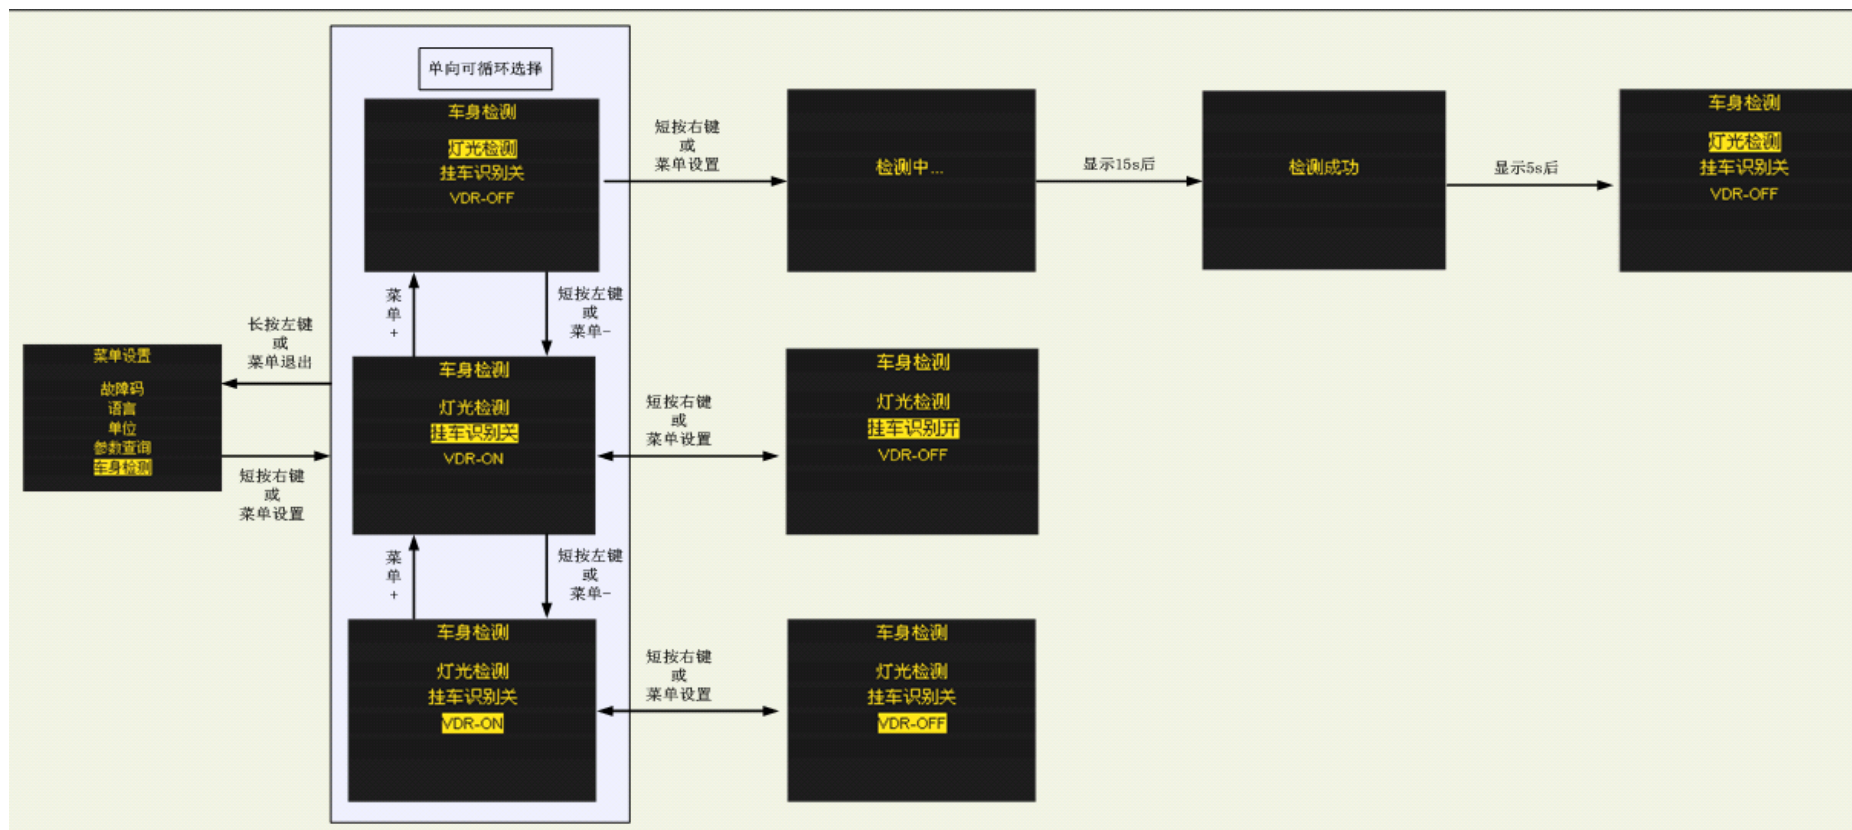 单向可循环选择
车身检测
灯光检测
挂车识别关
VDR-OFF
短按右键
或
菜单设置
检测中...
显示15s后
检测成功
显示5s后
车身检测
灯光检测
挂车识别关
VDR-OFF
菜
单
+
短按左键
或
菜单-
长按左键
或
菜单退出
菜单设置
故障码
语言
单位
参数查询
车身检测
短按右键
或
菜单设置
车身检测
灯光检测
挂车识别关
VDR-ON
短按右键
或
菜单设置
车身检测
灯光检测
挂车识别开
VDR-OFF
菜
单
+
短按左键
或
菜单-
车身检测
灯光检测
挂车识别关
VDR-ON
短按右键
或
菜单设置
车身检测
灯光检测
挂车识别关
VDR-OFF